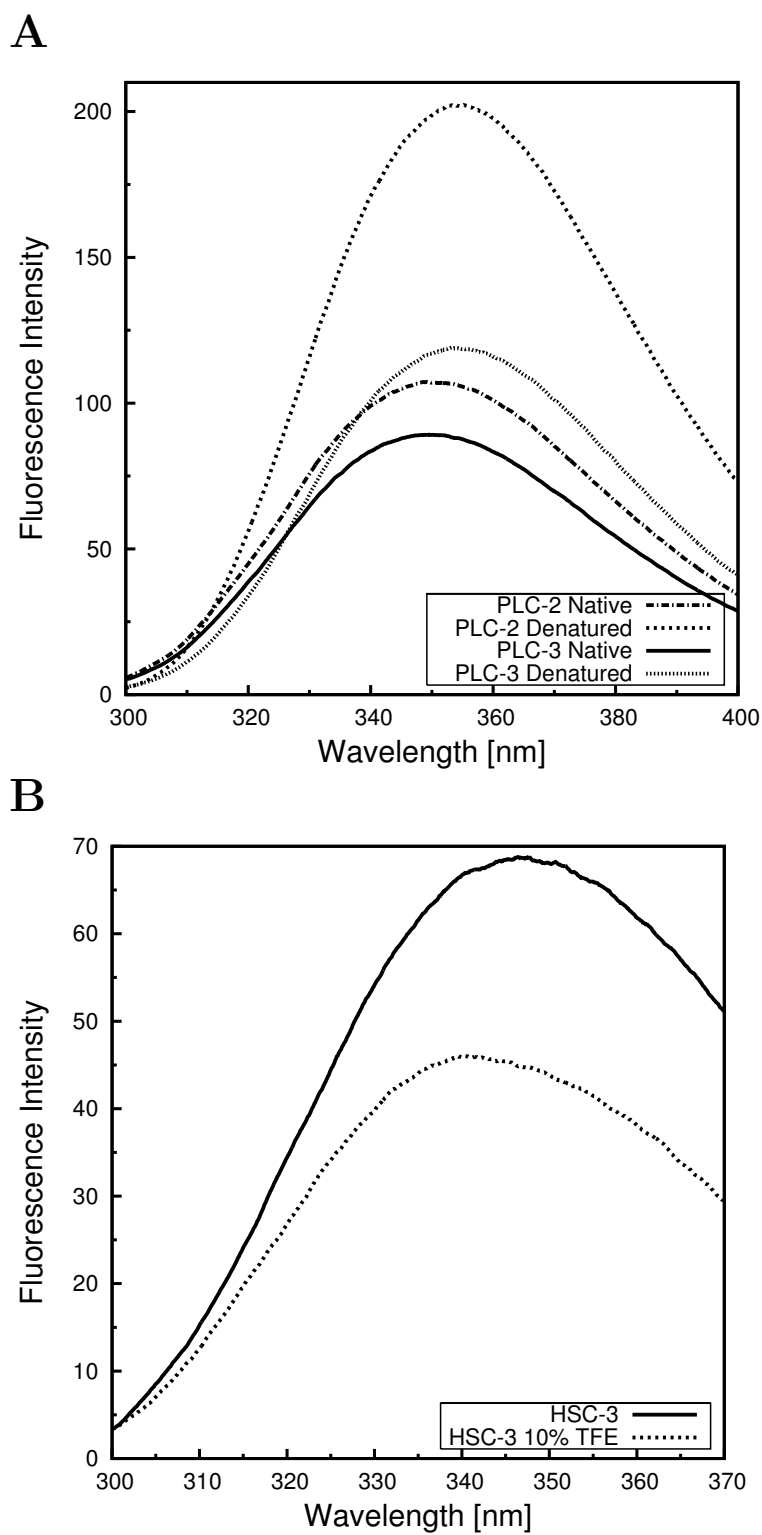 A
200
150
100
50
0
Fluorescence Intensity
PLC-2 Native
PLC-2 Denatured
PLC-3 Native
PLC-3 Denatured
300 320 340 360 380 400
Wavelength [nm]
B
70
60
50
40
30
20
10
0
Fluorescence Intensity
HSC-3
HSC-3 10% TFE
300 310 320 330 340 350 360 370
Wavelength [nm]